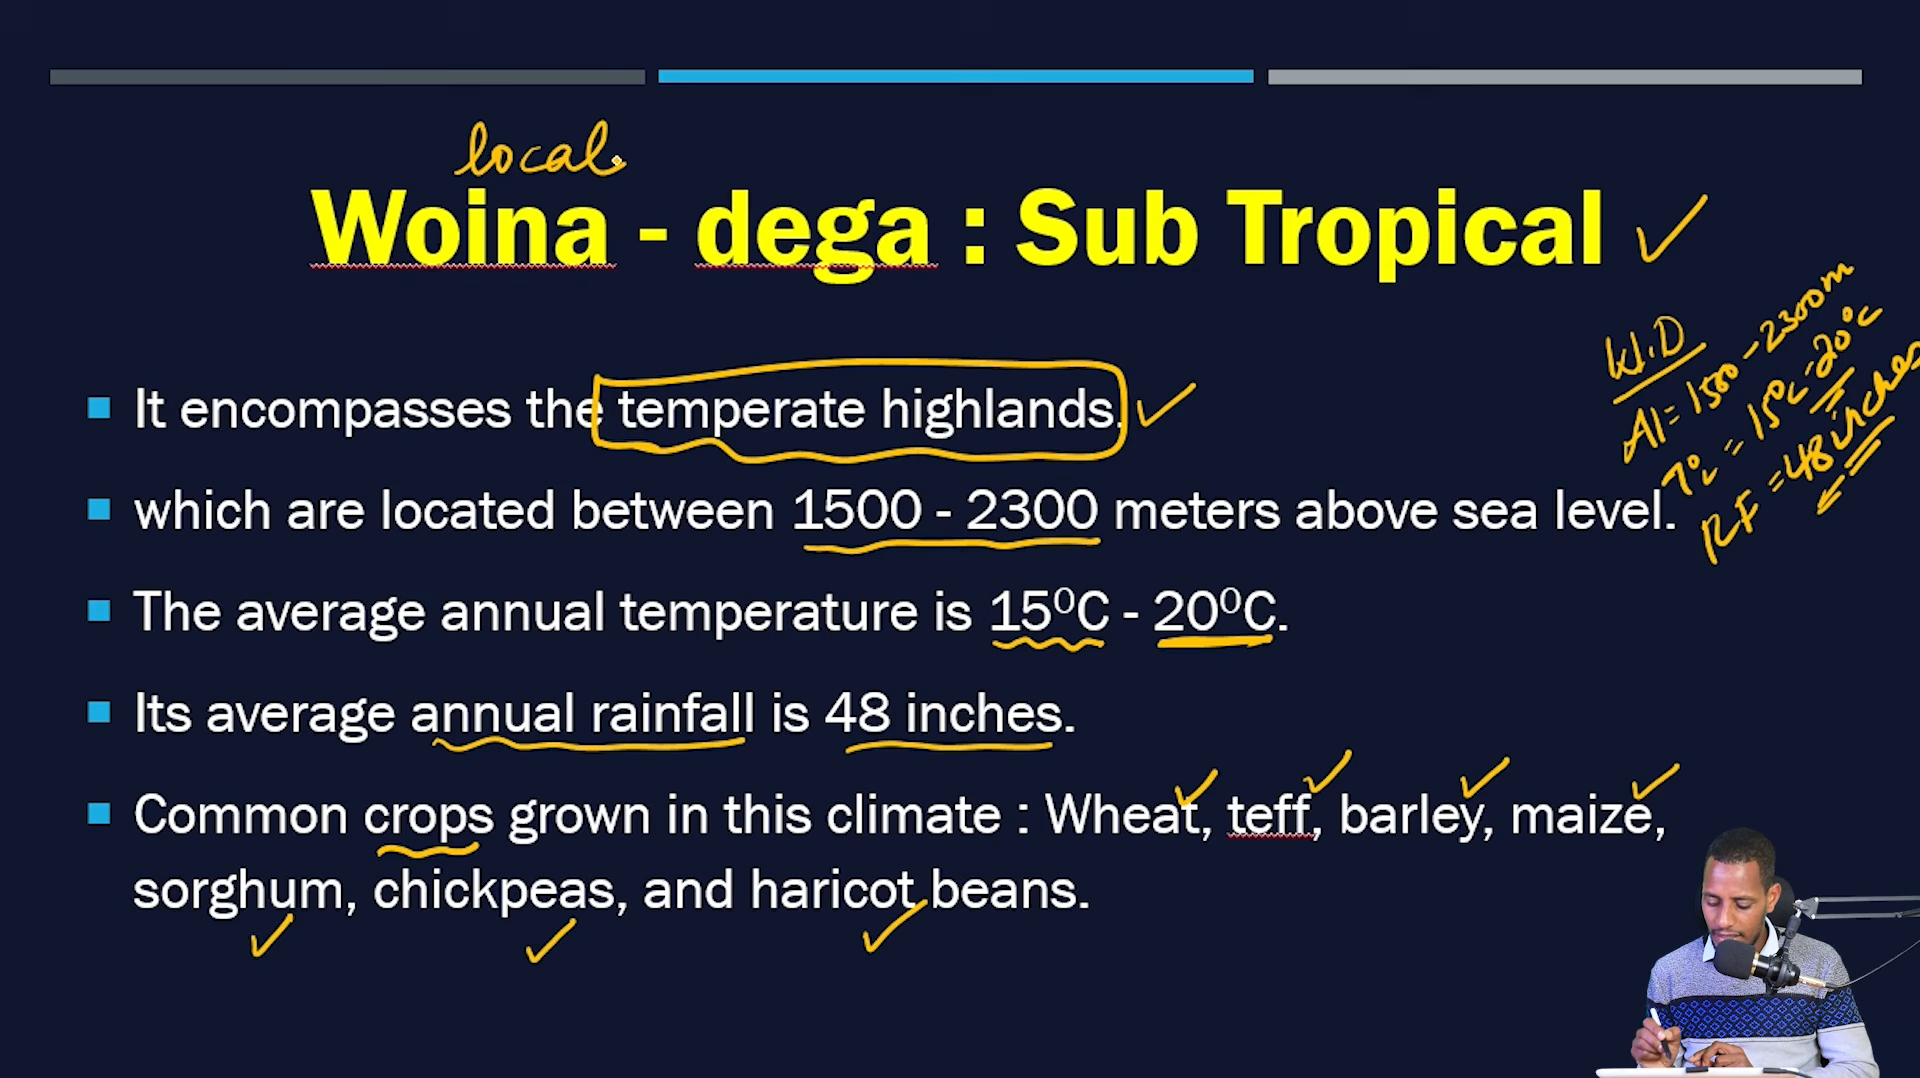 local
Woina - dega : Sub Tropical
W.D
Al = 1500 - 2300m
T°c = 15°c - 20°c
RF = 48 inches
It encompasses the temperate highlands.
which are located between 1500 - 2300 meters above sea level.
The average annual temperature is 15⁰C - 20⁰C.
Its average annual rainfall is 48 inches.
Common crops grown in this climate : Wheat, teff, barley, maize,
sorghum, chickpeas, and haricot beans.